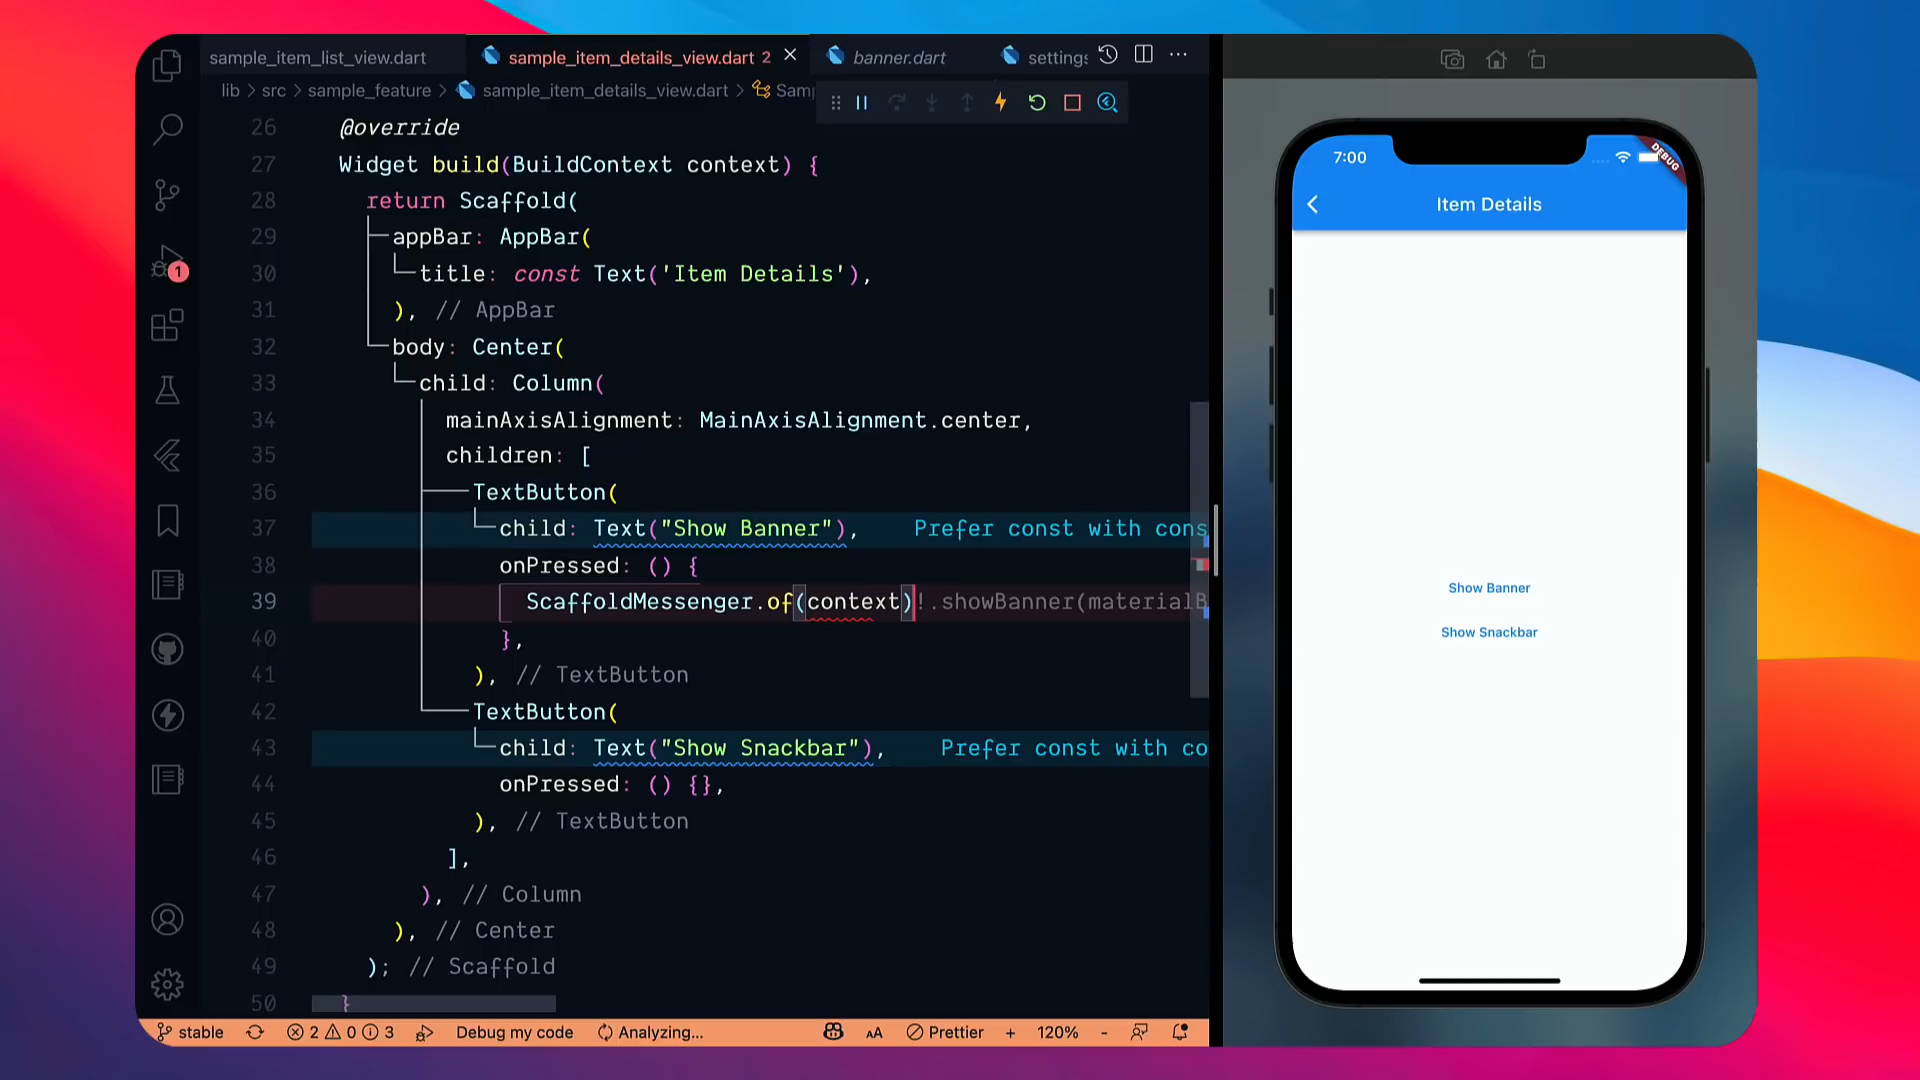 sample_item_list_view.dart
sample_item_details_view.dart 2
banner.dart
settings
lib > src > sample_feature > sample_item_details_view.dart > Sam
26 @override
27 Widget build(BuildContext context) {
28 return Scaffold(
29 appBar: AppBar(
30 title: const Text('Item Details'),
31 ), // AppBar
32 body: Center(
33 child: Column(
34 mainAxisAlignment: MainAxisAlignment.center,
35 children: [
36 TextButton(
37 child: Text("Show Banner"), Prefer const with cons
38 onPressed: () {
39 ScaffoldMessenger.of(context)!.showBanner(materialB
40 },
41 ), // TextButton
42 TextButton(
43 child: Text("Show Snackbar"), Prefer const with co
44 onPressed: () {},
45 ), // TextButton
46 ],
47 ), // Column
48 ), // Center
49 ); // Scaffold
50 }
1
stable 2 0 3 Debug my code Analyzing... AA Prettier + 120% -
7:00
DEBUG
Item Details
Show Banner
Show Snackbar